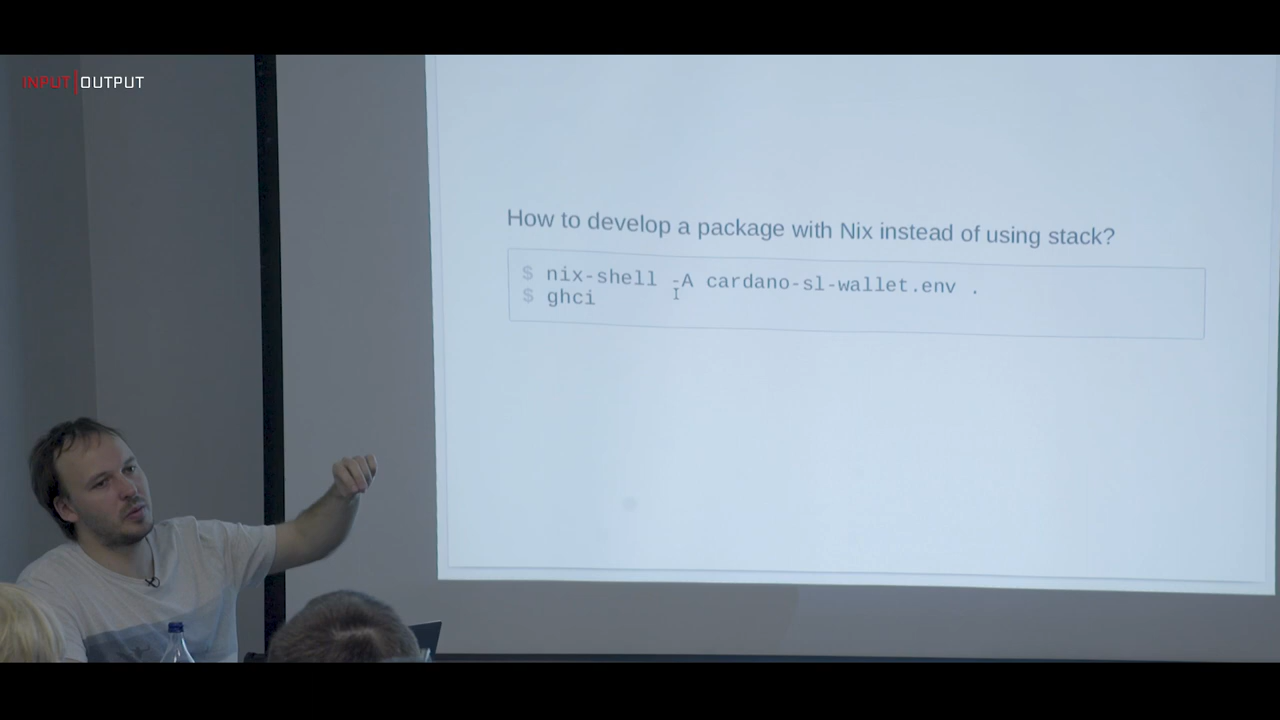 INPUT|OUTPUT
How to develop a package with Nix instead of using stack?
$ nix-shell -A cardano-sl-wallet.env .
$ ghci